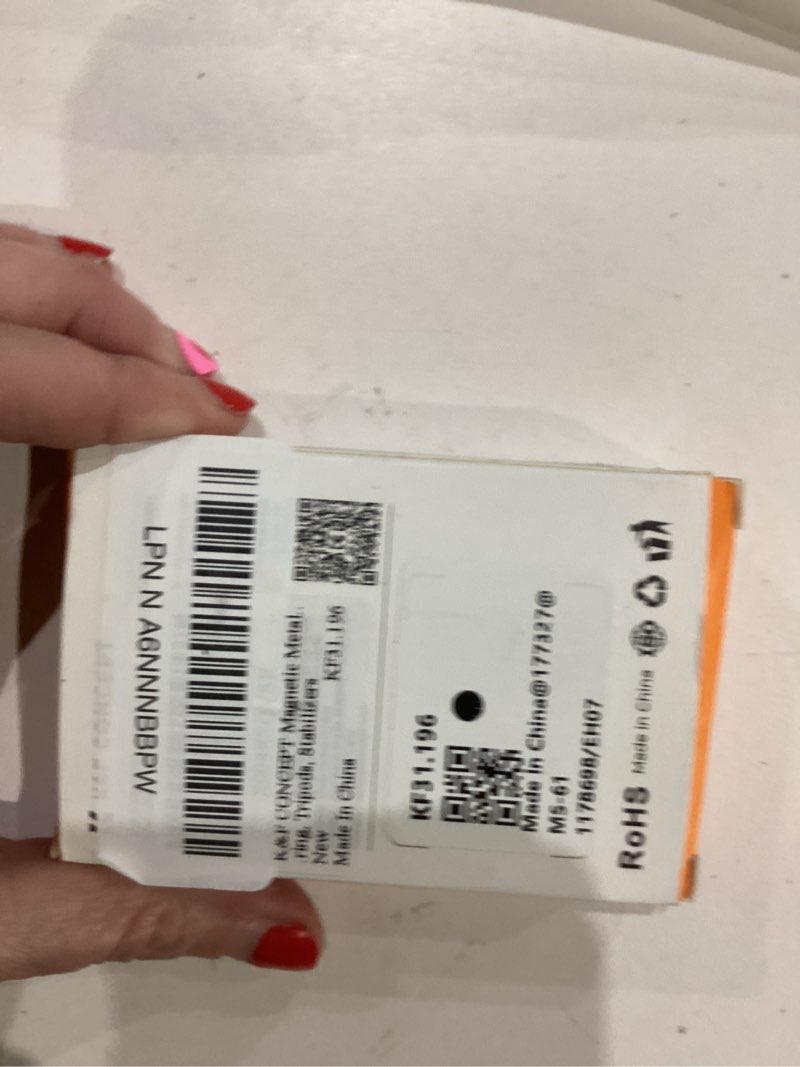 LPN N A6NNNBBPW
K&F CONCEPT Magnetic Metal
ring, Tripods, Stabilizers
New KF31.196
Made In China
KF31.196
Made in China@177327@
M5-61
1178698/EH07
RoHS Made in China